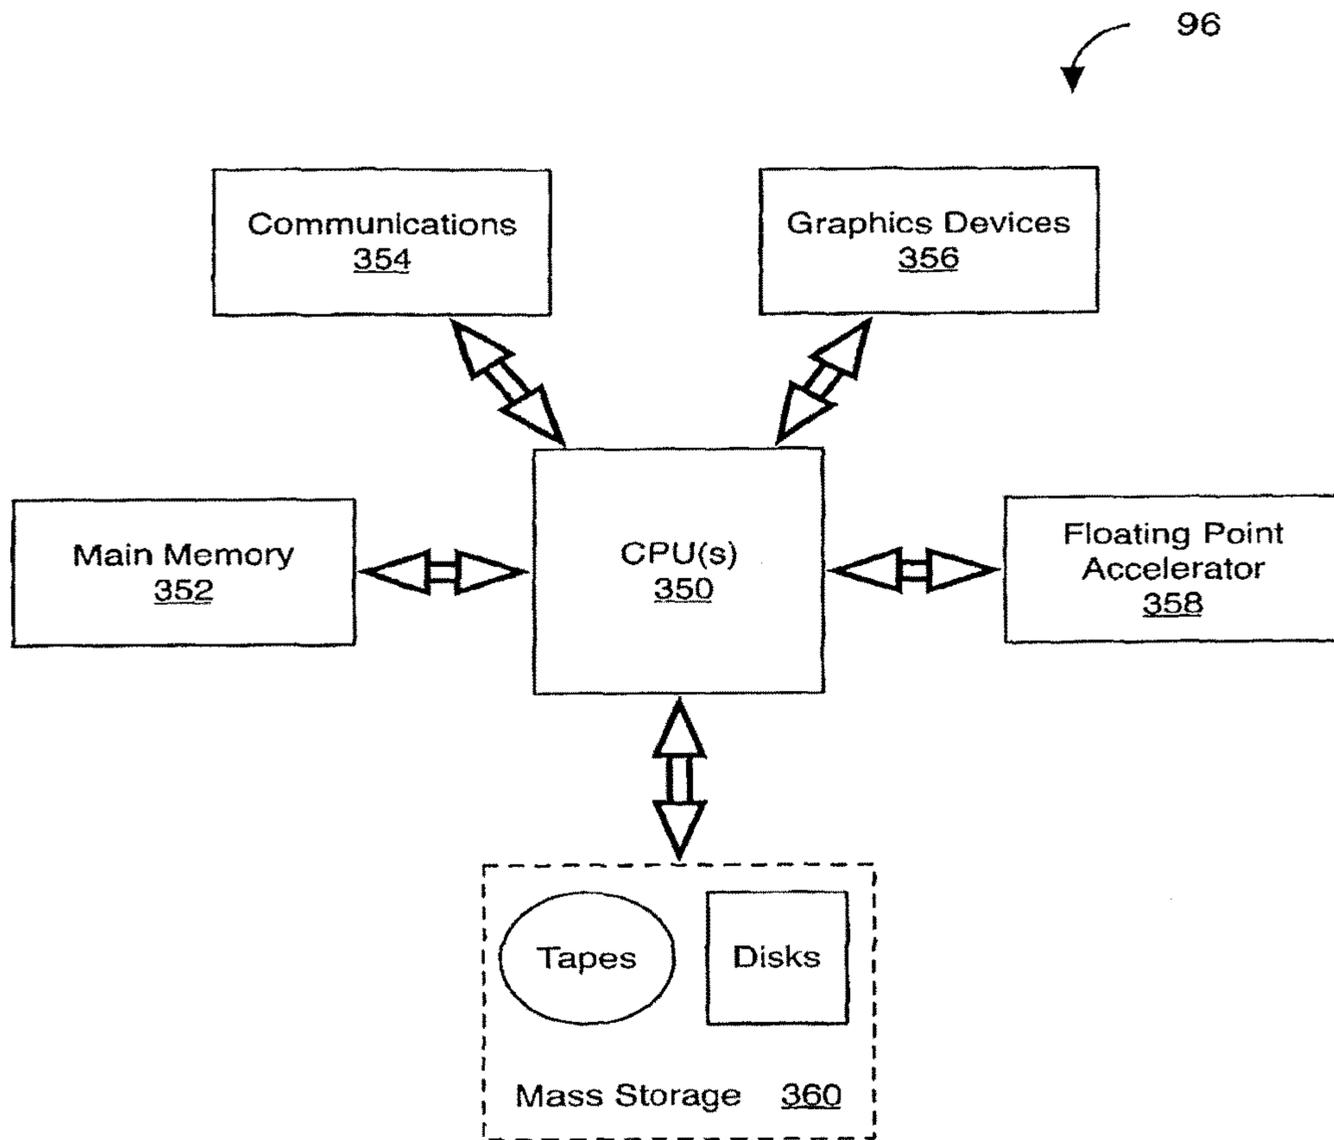 96
Communications
354
Graphics Devices
356
Main Memory
352
CPU(s)
350
Floating Point
Accelerator
358
Tapes
Disks
Mass Storage 360